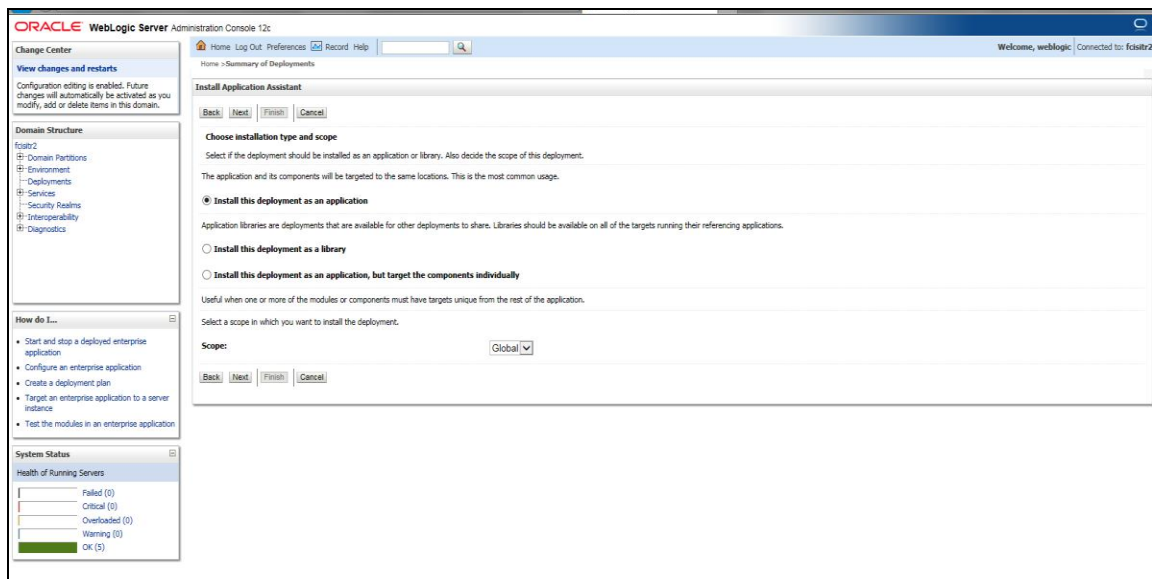 ORACLE WebLogic Server Administration Console 12c
Change Center
View changes and restarts
Configuration editing is enabled. Future
changes will automatically be activated as you
modify, add or delete items in this domain.
Domain Structure
fcisitr2
Domain Partitions
Environment
Deployments
Services
Security Realms
Interoperability
Diagnostics
How do I...
Start and stop a deployed enterprise
application
Configure an enterprise application
Create a deployment plan
Target an enterprise application to a server
instance
Test the modules in an enterprise application
System Status
Health of Running Servers
Failed (0)
Critical (0)
Overloaded (0)
Warning (0)
OK (5)
Home Log Out Preferences Record Help
Welcome, weblogic Connected to: fcisitr2
Home >Summary of Deployments
Install Application Assistant
Back Next Finish Cancel
Choose installation type and scope
Select if the deployment should be installed as an application or library. Also decide the scope of this deployment.
The application and its components will be targeted to the same locations. This is the most common usage.
Install this deployment as an application
Application libraries are deployments that are available for other deployments to share. Libraries should be available on all of the targets running their referencing applications.
Install this deployment as a library
Install this deployment as an application, but target the components individually
Useful when one or more of the modules or components must have targets unique from the rest of the application.
Select a scope in which you want to install the deployment.
Scope: Global
Back Next Finish Cancel